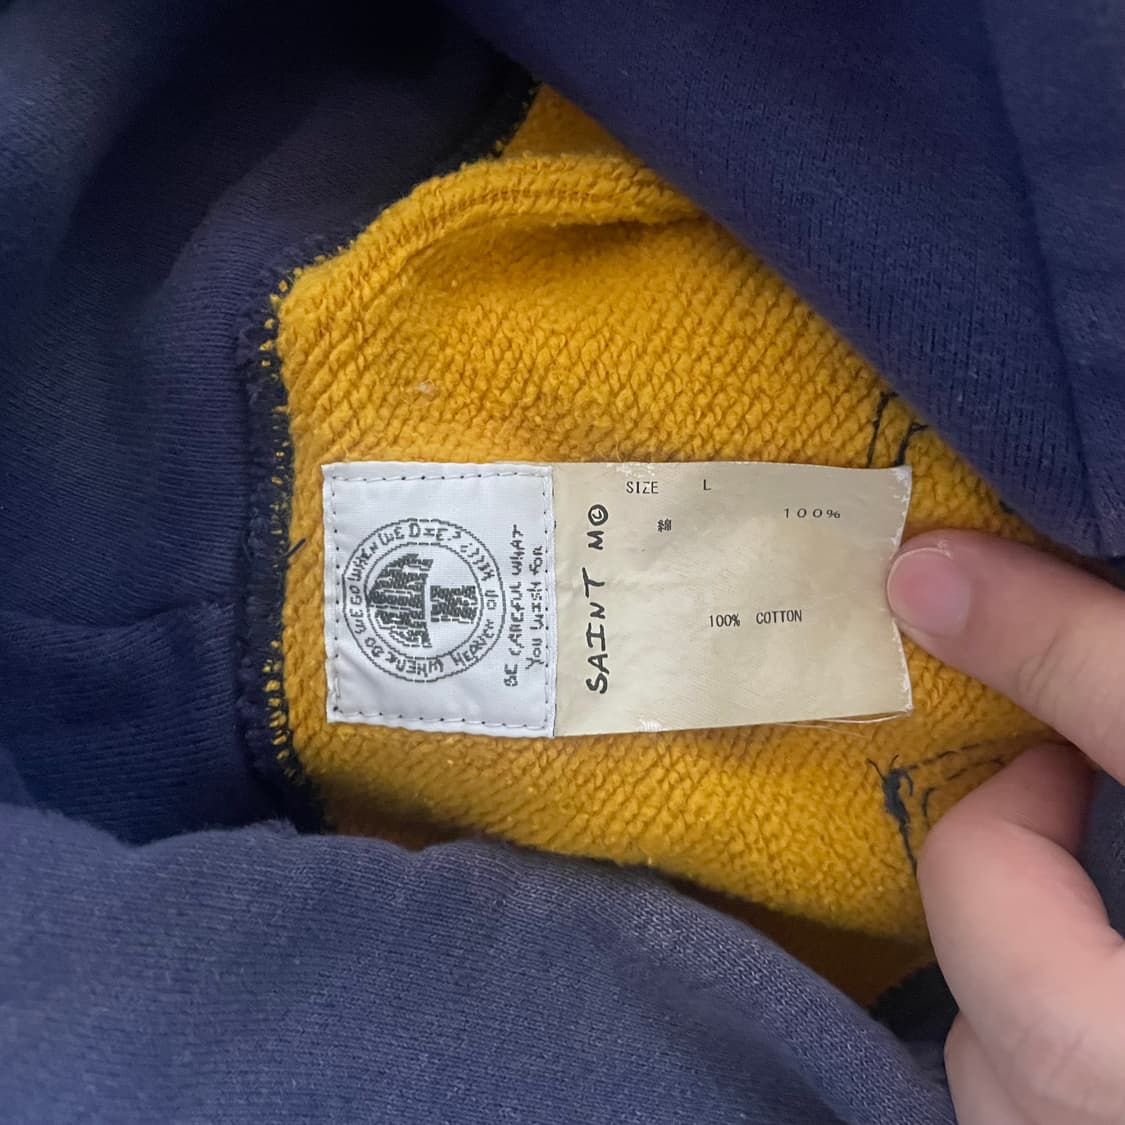 WHERE DO WE GO WHEN WE DIE?
HEAVEN OR HELL
BE CAREFUL WHAT
YOU WISH FOR
SAINT M
SIZE L
綿 100%
100% COTTON